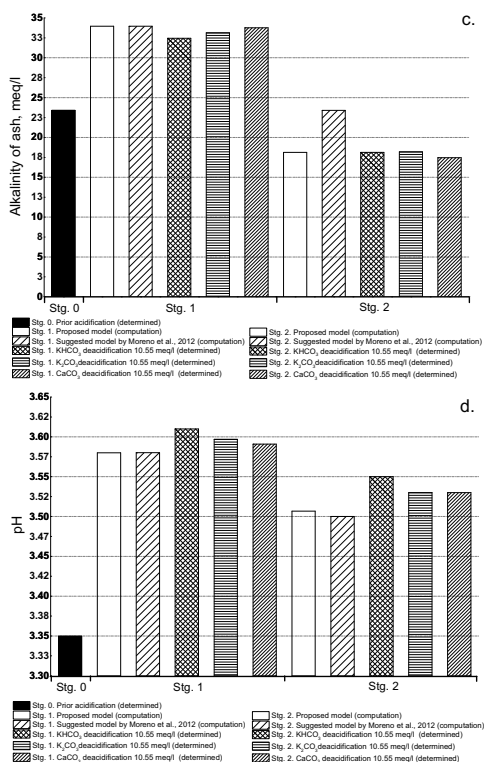 c.
Alkalinity of ash, meq/l
35
33
30
28
25
23
20
18
15
13
10
8
5
3
0
Stg. 0 Stg. 1 Stg. 2
Stg. 0. Prior acidification (determined)
Stg. 1. Proposed model (computation)
Stg. 1. Suggested model by Moreno et al., 2012 (computation)
Stg. 1. KHCO₃ deacidification 10.55 meq/l (determined)
Stg. 1. K₂CO₃deacidification 10.55 meq/l (determined)
Stg. 1. CaCO₃ deacidification 10.55 meq/l (determined)
Stg. 2. Proposed model (computation)
Stg. 2. Suggested model by Moreno et al., 2012 (computation)
Stg. 2. KHCO₃ deacidification 10.55 meq/l (determined)
Stg. 2. K₂CO₃deacidification 10.55 meq/l (determined)
Stg. 2. CaCO₃ deacidification 10.55 meq/l (determined)
d.
pH
3.65
3.62
3.60
3.57
3.55
3.52
3.50
3.47
3.45
3.42
3.40
3.38
3.35
3.33
3.30
Stg. 0 Stg. 1 Stg. 2
Stg. 0. Prior acidification (determined)
Stg. 1. Proposed model (computation)
Stg. 1. Suggested model by Moreno et al., 2012 (computation)
Stg. 1. KHCO₃ deacidification 10.55 meq/l (determined)
Stg. 1. K₂CO₃deacidification 10.55 meq/l (determined)
Stg. 1. CaCO₃ deacidification 10.55 meq/l (determined)
Stg. 2. Proposed model (computation)
Stg. 2. Suggested model by Moreno et al., 2012 (computation)
Stg. 2. KHCO₃ deacidification 10.55 meq/l (determined)
Stg. 2. K₂CO₃deacidification 10.55 meq/l (determined)
Stg. 2. CaCO₃ deacidification 10.55 meq/l (determined)